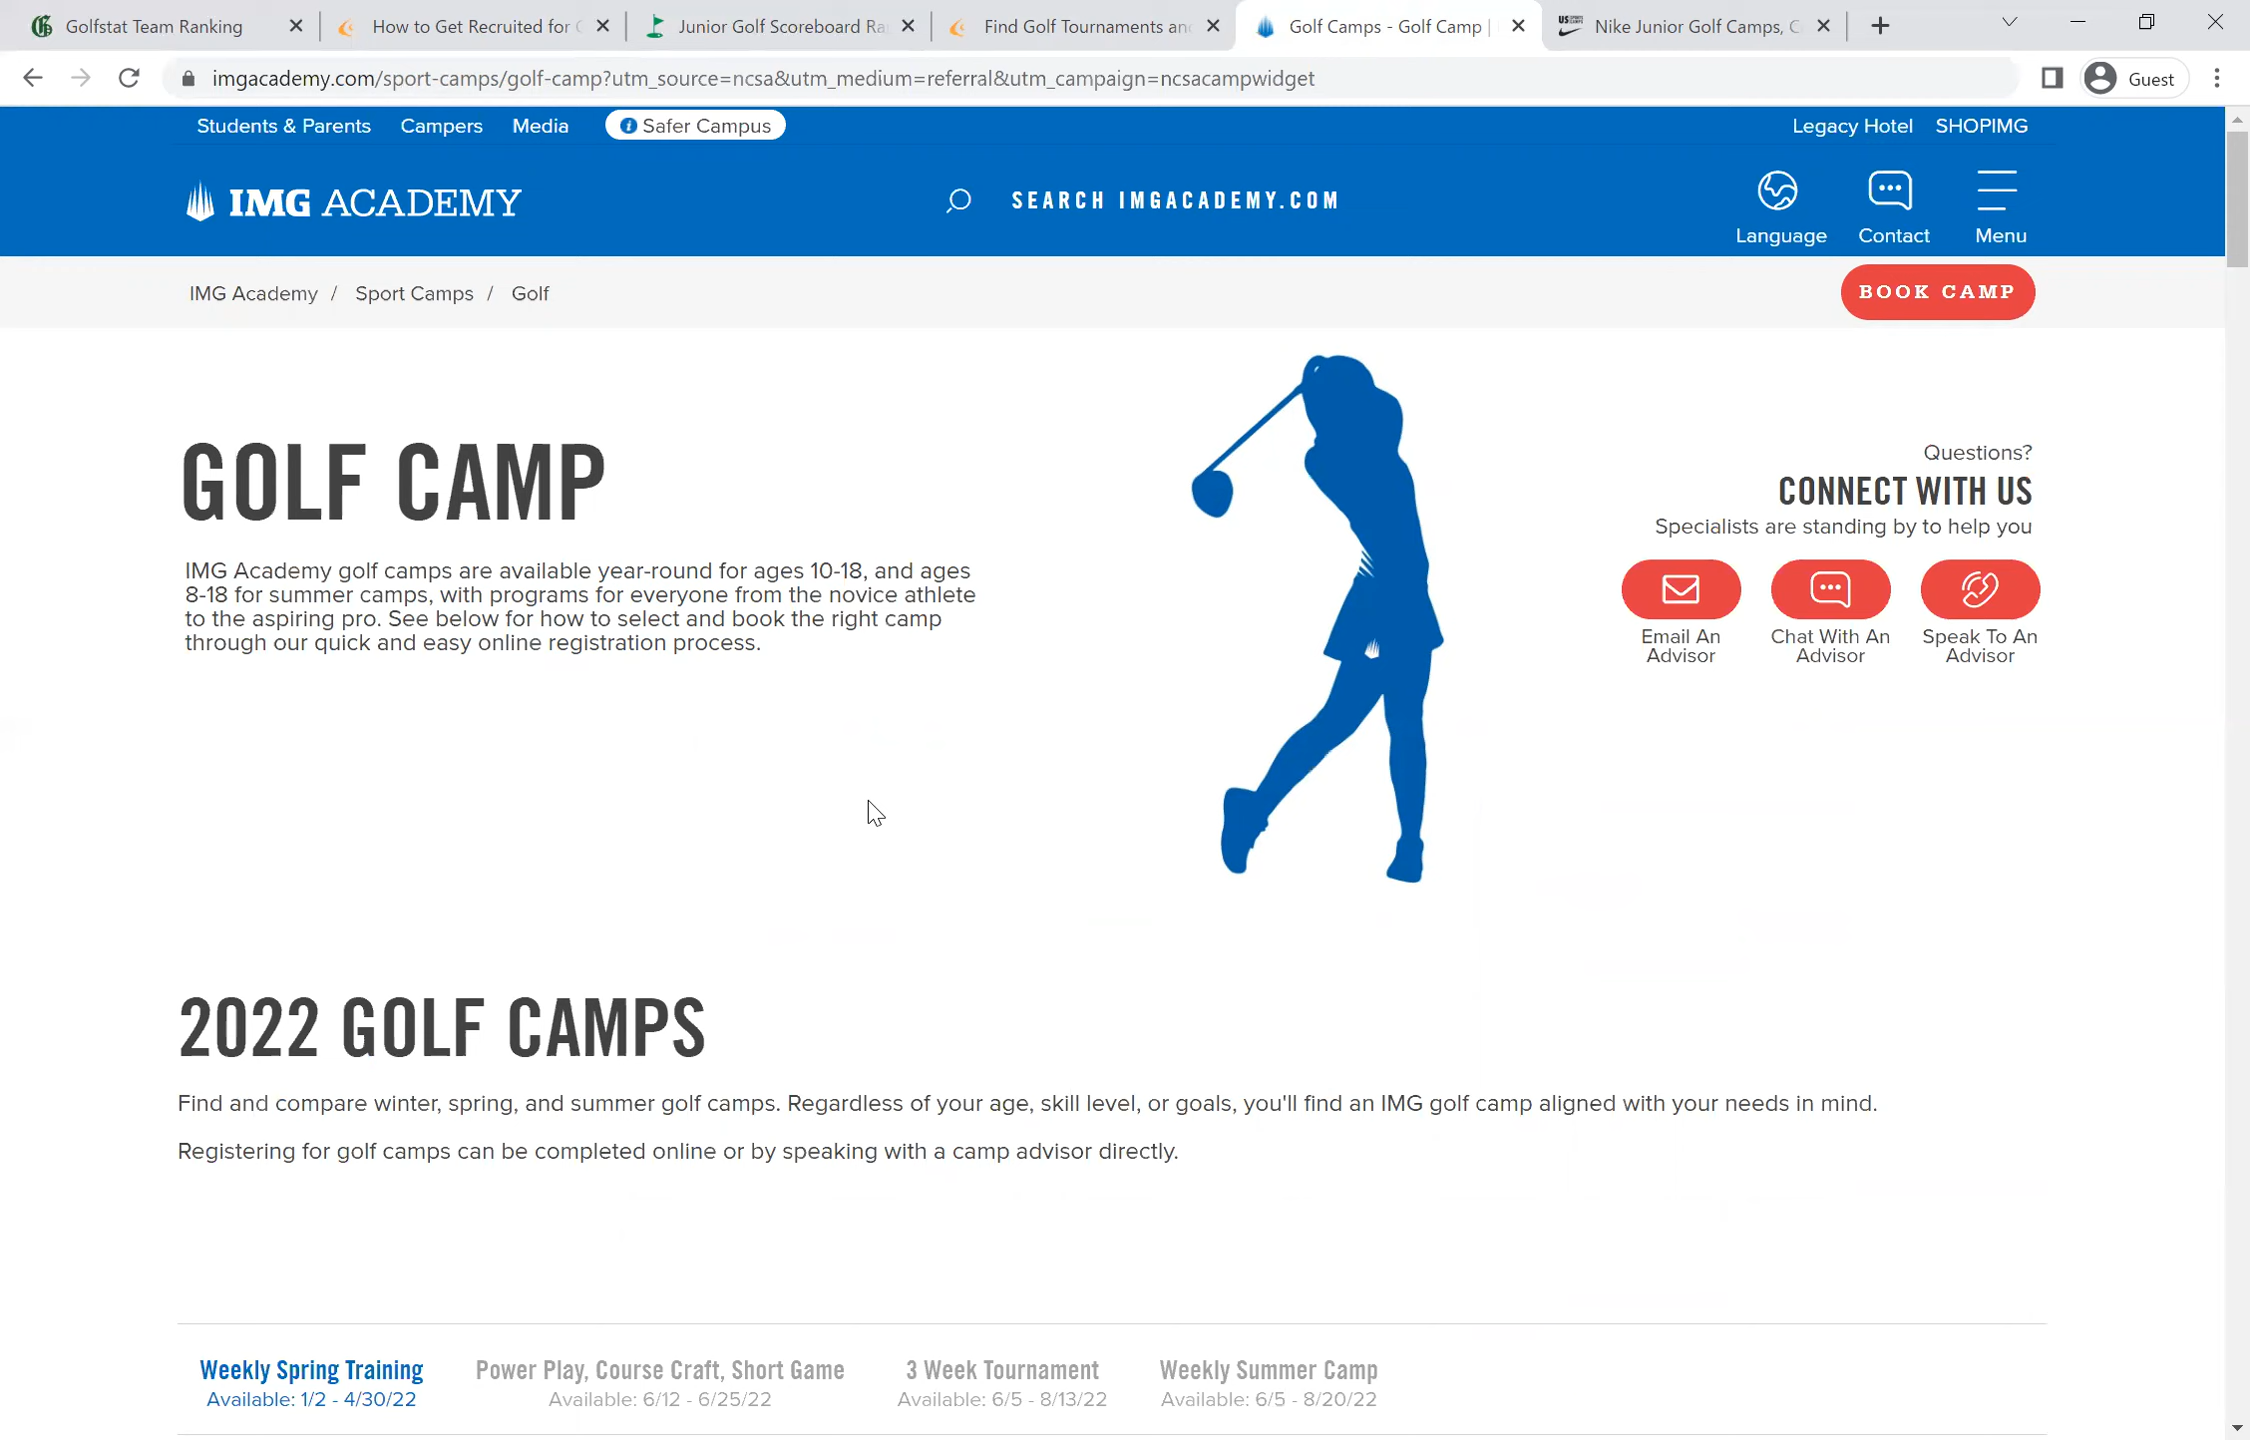 Golfstat Team Ranking
How to Get Recruited for
Junior Golf Scoreboard Ra
Find Golf Tournaments an
Golf Camps - Golf Camp |
Nike Junior Golf Camps, C
imgacademy.com/sport-camps/golf-camp?utm_source=ncsa&utm_medium=referral&utm_campaign=ncsacampwidget
Guest
Students & Parents
Campers
Media
Safer Campus
Legacy Hotel
SHOPIMG
IMG ACADEMY
SEARCH IMGACADEMY.COM
Language
Contact
Menu
IMG Academy / Sport Camps / Golf
BOOK CAMP
GOLF CAMP
IMG Academy golf camps are available year-round for ages 10-18, and ages
8-18 for summer camps, with programs for everyone from the novice athlete
to the aspiring pro. See below for how to select and book the right camp
through our quick and easy online registration process.
Questions?
CONNECT WITH US
Specialists are standing by to help you
Email An
Advisor
Chat With An
Advisor
Speak To An
Advisor
2022 GOLF CAMPS
Find and compare winter, spring, and summer golf camps. Regardless of your age, skill level, or goals, you'll find an IMG golf camp aligned with your needs in mind.
Registering for golf camps can be completed online or by speaking with a camp advisor directly.
Weekly Spring Training
Available: 1/2 - 4/30/22
Power Play, Course Craft, Short Game
Available: 6/12 - 6/25/22
3 Week Tournament
Available: 6/5 - 8/13/22
Weekly Summer Camp
Available: 6/5 - 8/20/22